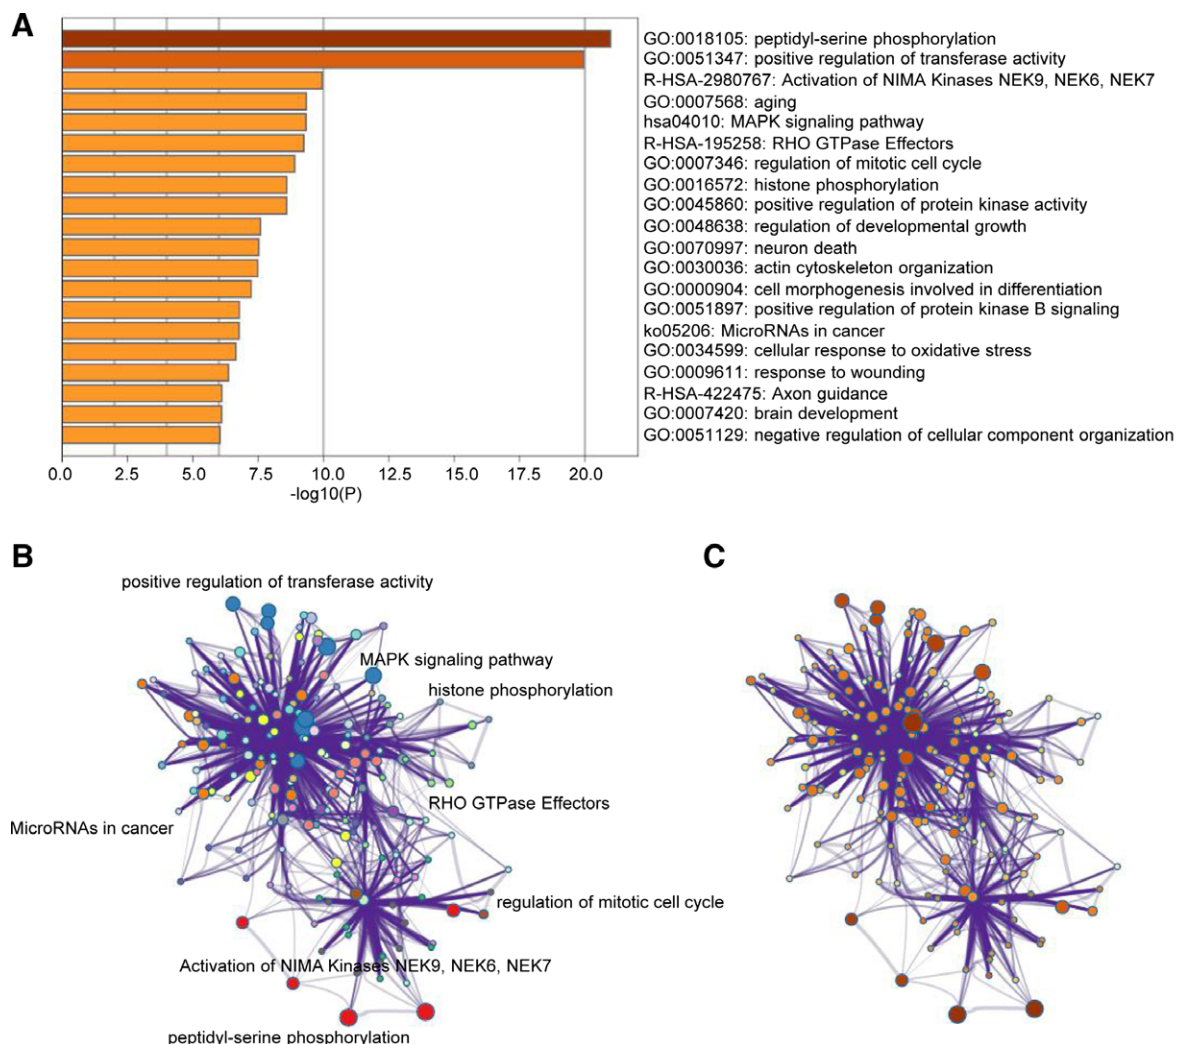 A
GO:0018105: peptidyl-serine phosphorylation
GO:0051347: positive regulation of transferase activity
R-HSA-2980767: Activation of NIMA Kinases NEK9, NEK6, NEK7
GO:0007568: aging
hsa04010: MAPK signaling pathway
R-HSA-195258: RHO GTPase Effectors
GO:0007346: regulation of mitotic cell cycle
GO:0016572: histone phosphorylation
GO:0045860: positive regulation of protein kinase activity
GO:0048638: regulation of developmental growth
GO:0070997: neuron death
GO:0030036: actin cytoskeleton organization
GO:0000904: cell morphogenesis involved in differentiation
GO:0051897: positive regulation of protein kinase B signaling
ko05206: MicroRNAs in cancer
GO:0034599: cellular response to oxidative stress
GO:0009611: response to wounding
R-HSA-422475: Axon guidance
GO:0007420: brain development
GO:0051129: negative regulation of cellular component organization
0.0 2.5 5.0 7.5 10.0 12.5 15.0 17.5 20.0
-log10(P)
B
positive regulation of transferase activity
MAPK signaling pathway
histone phosphorylation
RHO GTPase Effectors
MicroRNAs in cancer
regulation of mitotic cell cycle
Activation of NIMA Kinases NEK9, NEK6, NEK7
peptidyl-serine phosphorylation
C